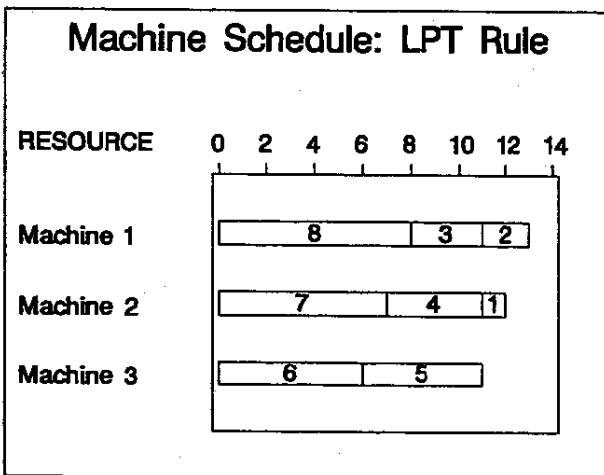 Machine Schedule: LPT Rule
RESOURCE 0 2 4 6 8 10 12 14
Machine 1 8 3 2
Machine 2 7 4 1
Machine 3 6 5